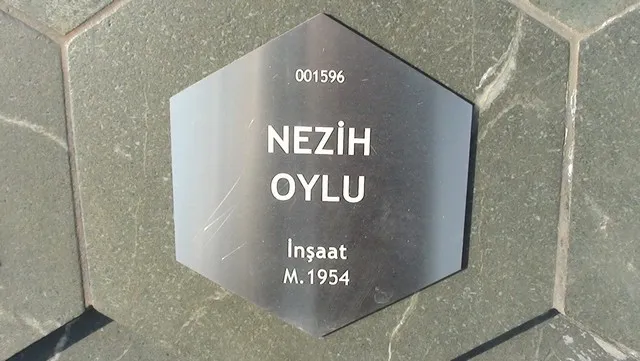 001596
NEZİH
OYLU
İnşaat
M.1954